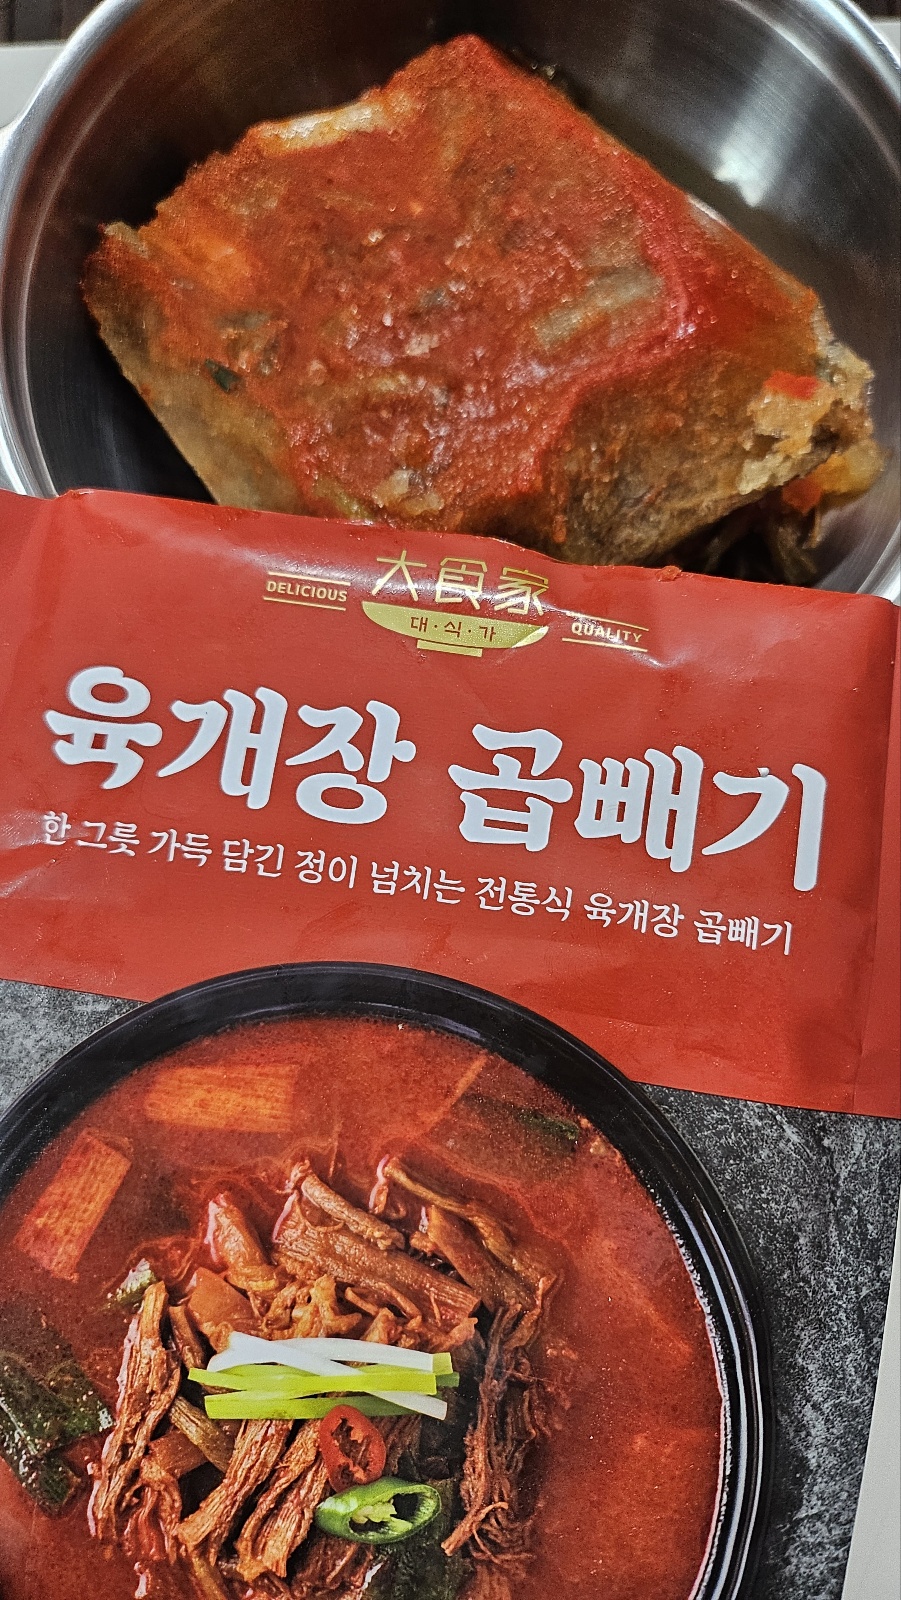 DELICIOUS 大食家 QUALITY
대·식·가
육개장 곱빼기
한 그릇 가득 담긴 정이 넘치는 전통식 육개장 곱빼기